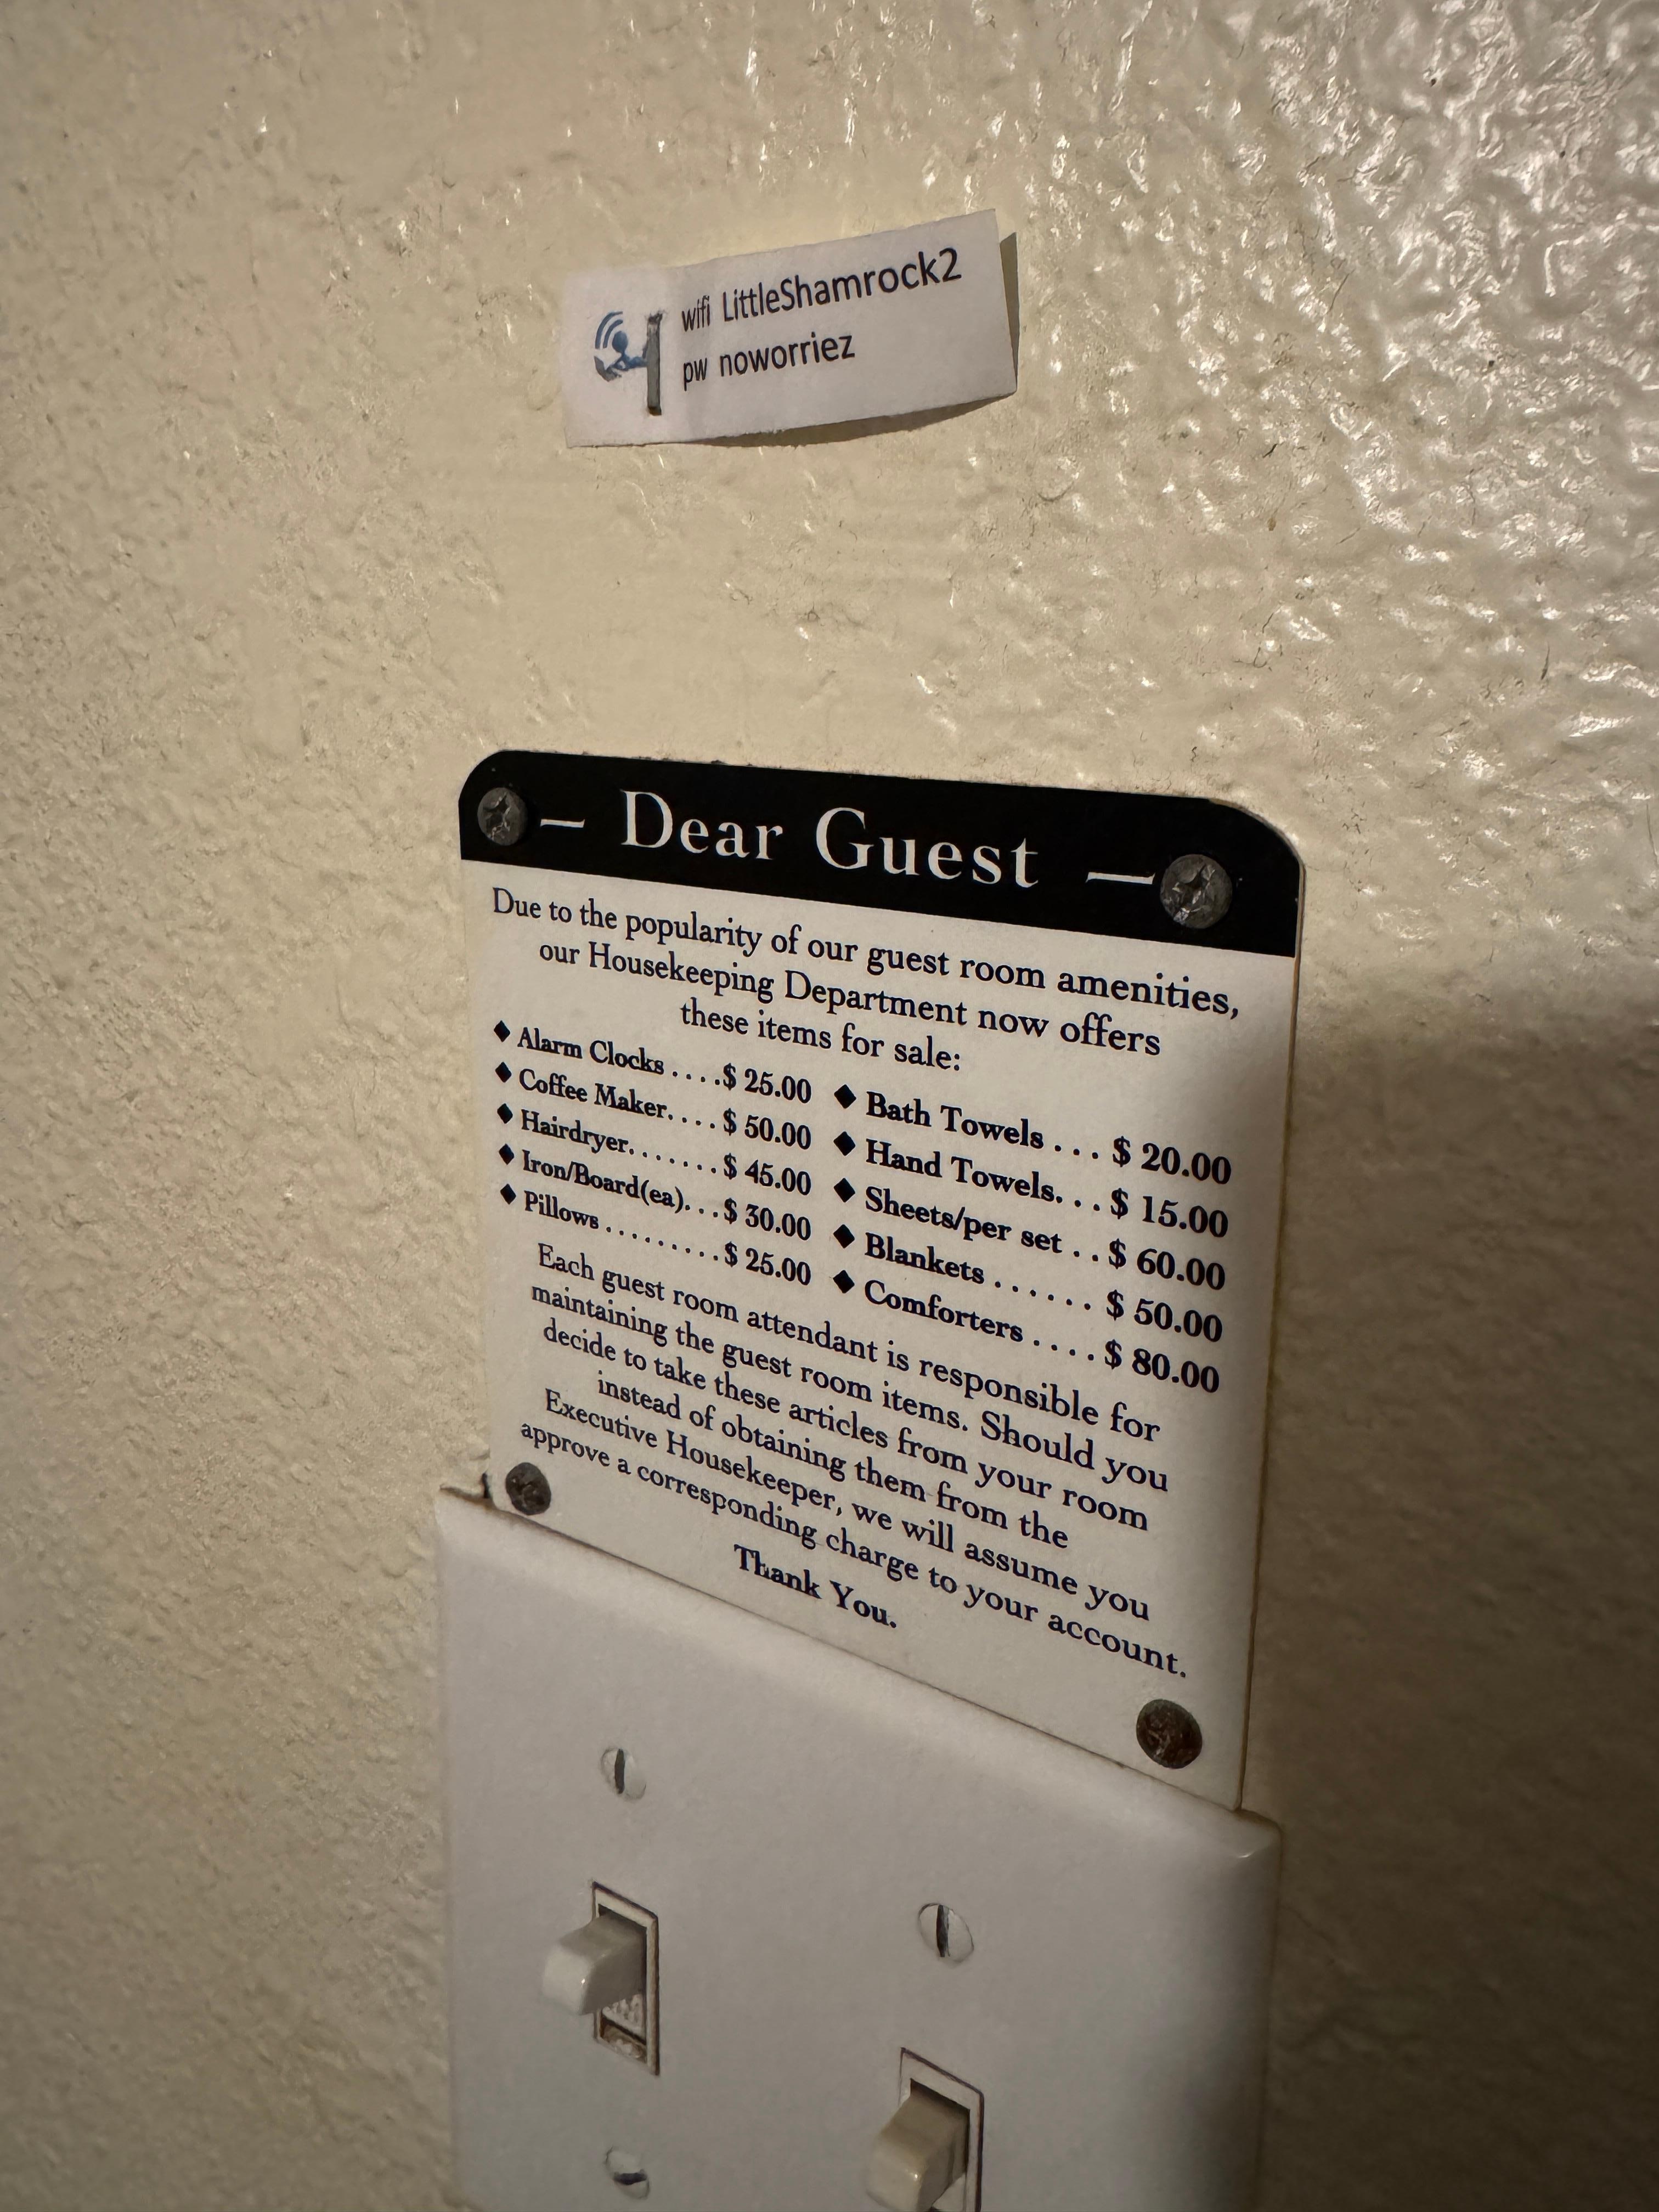 wifi LittleShamrock2
pw noworriez
— Dear Guest —
Due to the popularity of our guest room amenities,
our Housekeeping Department now offers
these items for sale:
♦ Alarm Clocks ....$ 25.00
♦ Coffee Maker....$ 50.00
♦ Hairdryer.......$ 45.00
♦ Iron/Board(ea)...$ 30.00
♦ Pillows .........$ 25.00
♦ Bath Towels ... $ 20.00
♦ Hand Towels...$ 15.00
♦ Sheets/per set ..$ 60.00
♦ Blankets ......$ 50.00
♦ Comforters ....$ 80.00
Each guest room attendant is responsible for
maintaining the guest room items. Should you
decide to take these articles from your room
instead of obtaining them from the
Executive Housekeeper, we will assume you
approve a corresponding charge to your account.
Thank You.